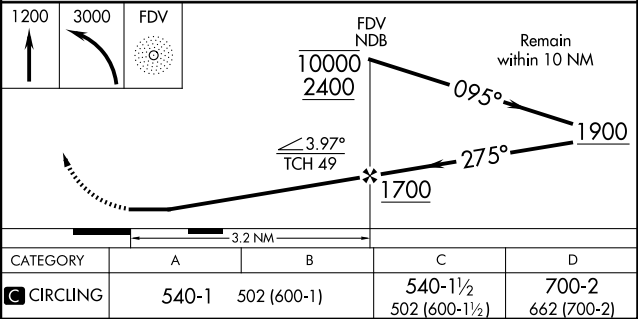 1200 3000 FDV
FDV
NDB
10000
2400
Remain
within 10 NM
095°
1900
275°
3.97°
TCH 49
1700
3.2 NM
CATEGORY A B C D
C CIRCLING 540-1 502 (600-1) 540-1½ 502 (600-1½) 700-2 662 (700-2)